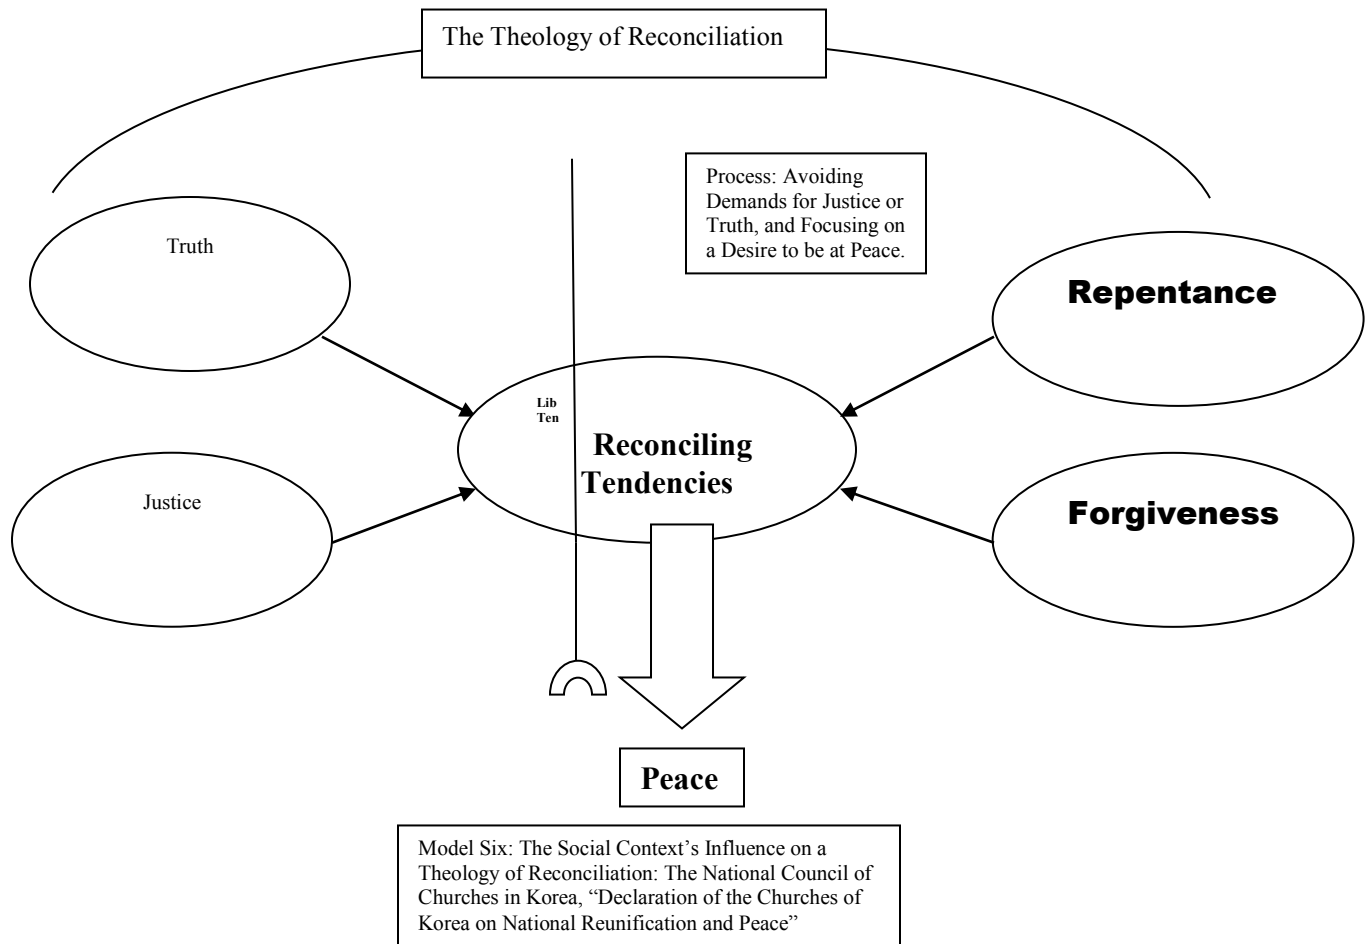 The Theology of Reconciliation
Process: Avoiding
Demands for Justice or
Truth, and Focusing on
a Desire to be at Peace.
Truth
Repentance
Lib
Ten
Reconciling
Tendencies
Justice
Forgiveness
Peace
Model Six: The Social Context’s Influence on a
Theology of Reconciliation: The National Council of
Churches in Korea, “Declaration of the Churches of
Korea on National Reunification and Peace”